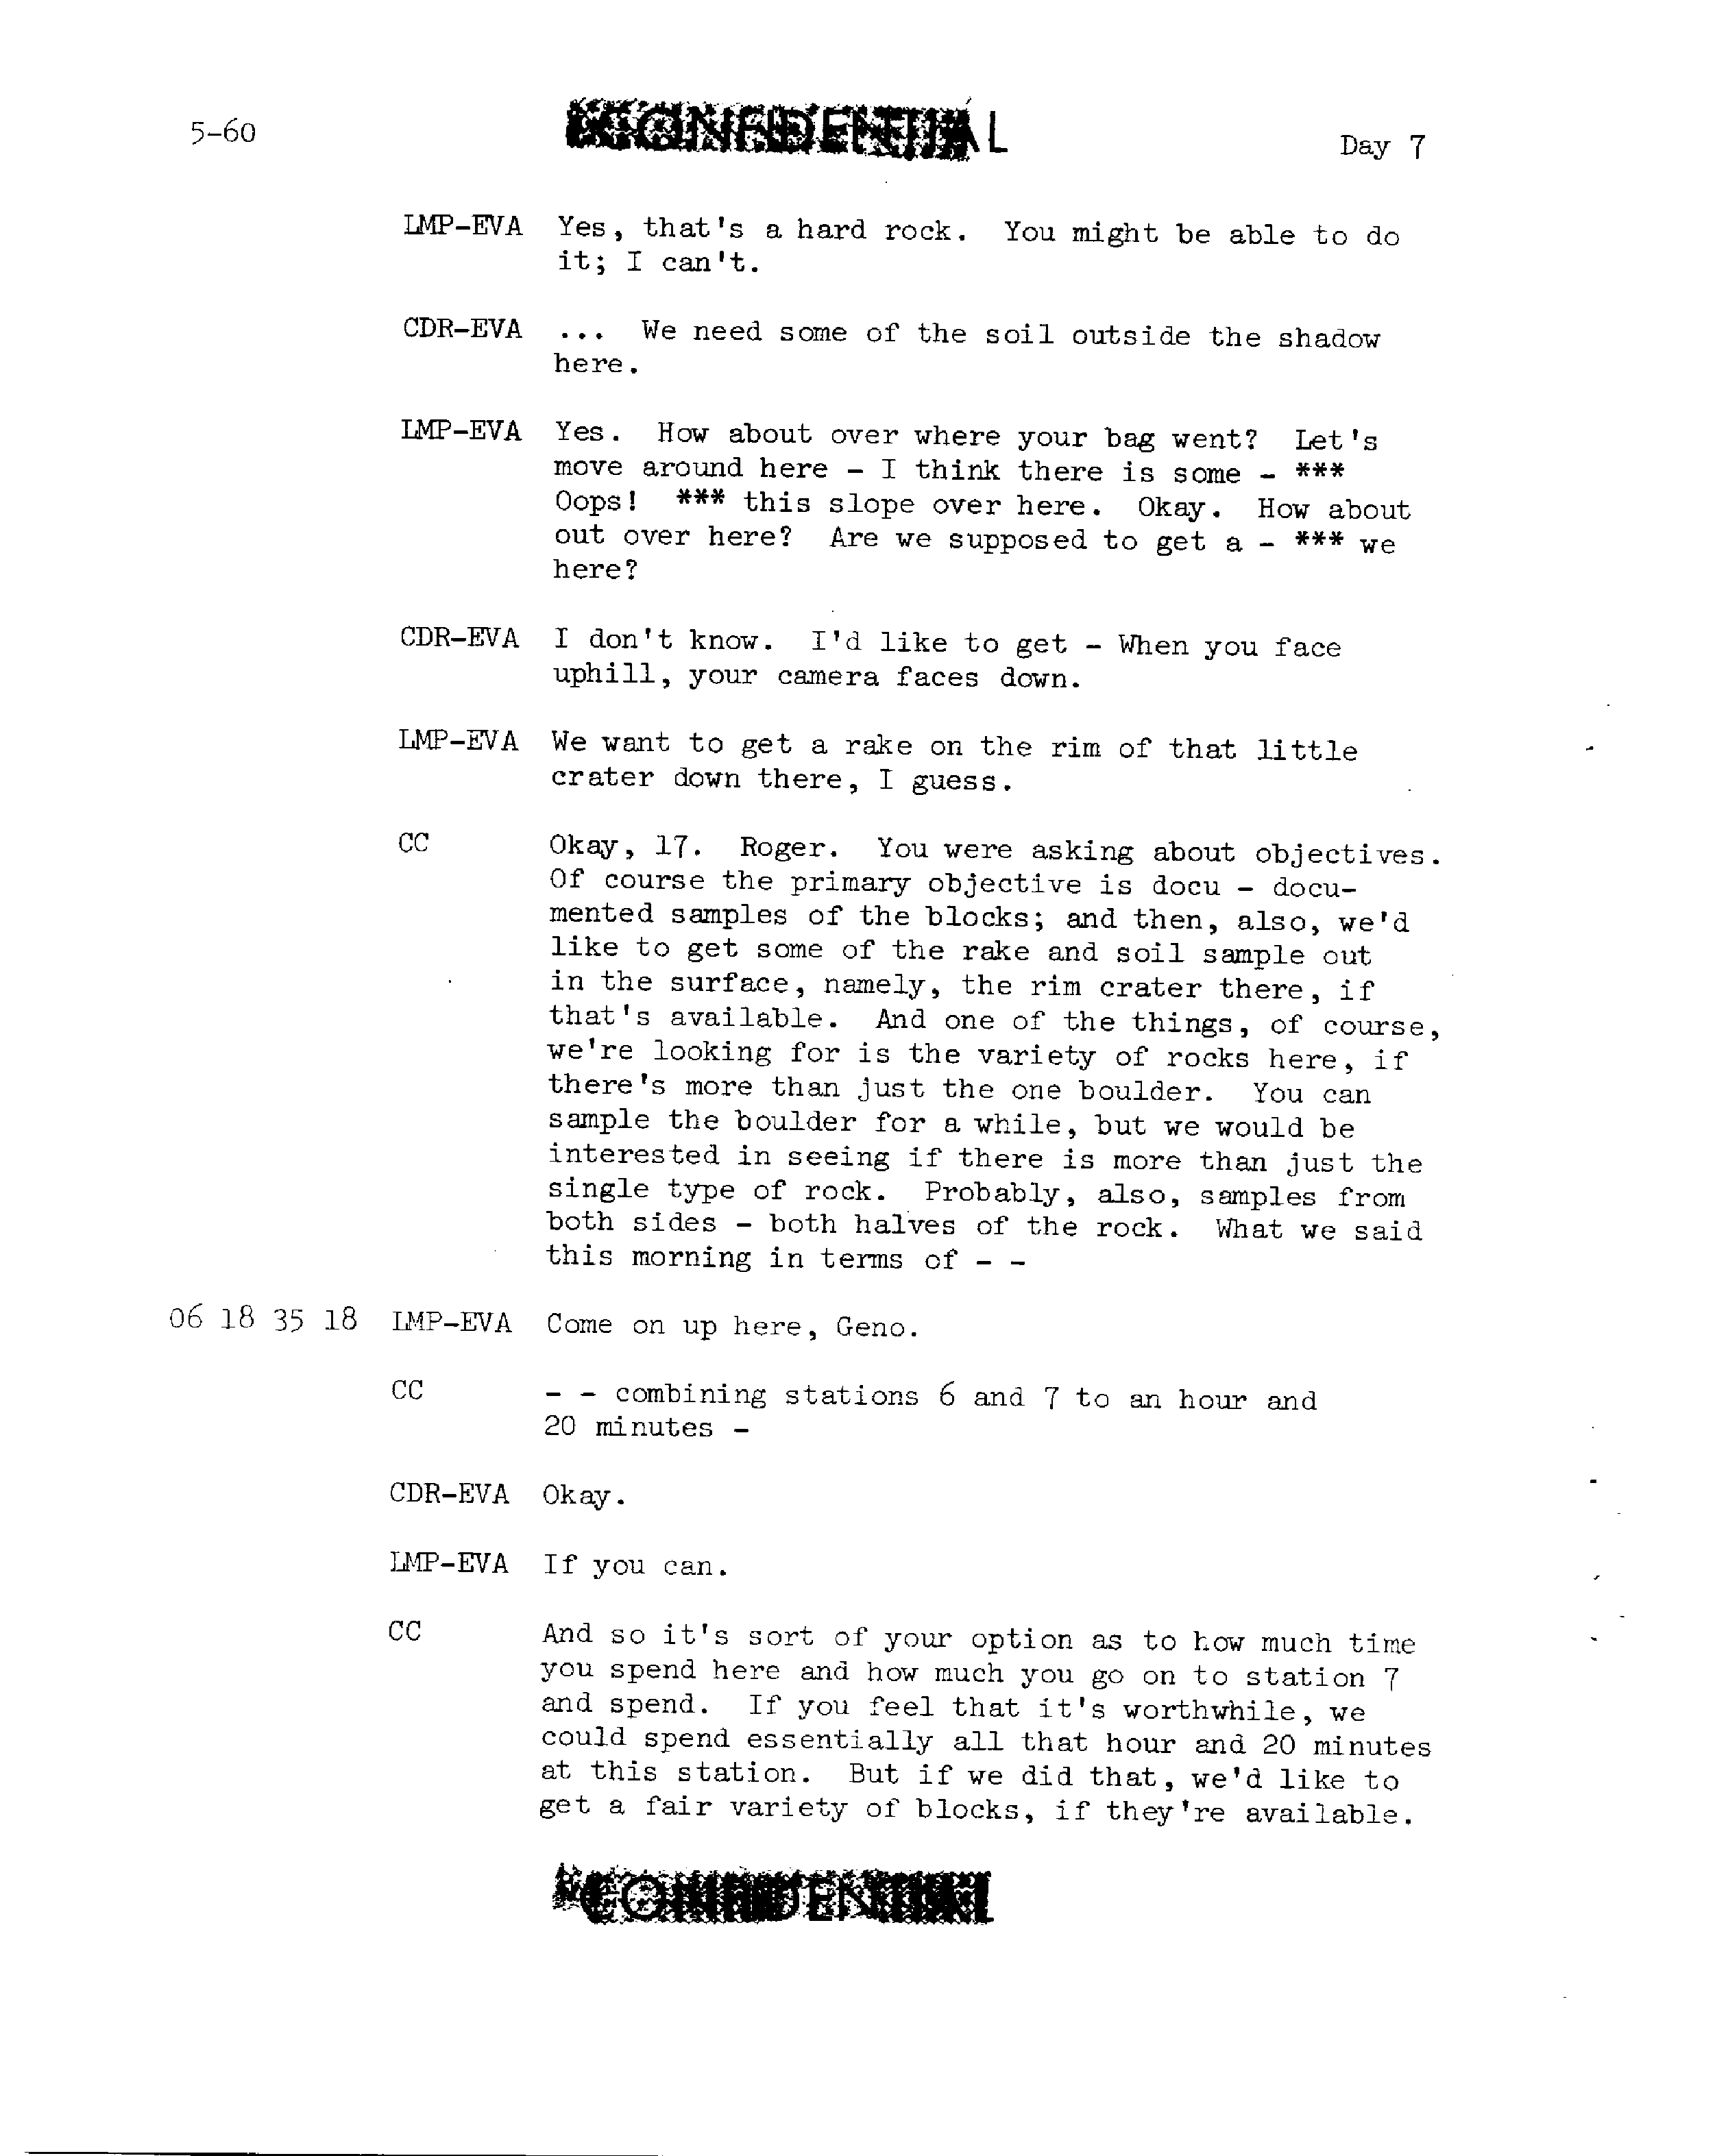 5-60
CONFIDENTIAL
Day 7
LMP-EVA Yes, that's a hard rock. You might be able to do
it; I can't.
CDR-EVA ... We need some of the soil outside the shadow
here.
LMP-EVA Yes. How about over where your bag went? Let's
move around here - I think there is some - ***
Oops! *** this slope over here. Okay. How about
out over here? Are we supposed to get a - *** we
here?
CDR-EVA I don't know. I'd like to get - When you face
uphill, your camera faces down.
LMP-EVA We want to get a rake on the rim of that little
crater down there, I guess.
CC Okay, 17. Roger. You were asking about objectives.
Of course the primary objective is docu - docu-
mented samples of the blocks; and then, also, we'd
like to get some of the rake and soil sample out
in the surface, namely, the rim crater there, if
that's available. And one of the things, of course,
we're looking for is the variety of rocks here, if
there's more than just the one boulder. You can
sample the boulder for a while, but we would be
interested in seeing if there is more than just the
single type of rock. Probably, also, samples from
both sides - both halves of the rock. What we said
this morning in terms of - -
06 18 35 18 LMP-EVA Come on up here, Geno.
CC - - combining stations 6 and 7 to an hour and
20 minutes -
CDR-EVA Okay.
LMP-EVA If you can.
CC And so it's sort of your option as to how much time
you spend here and how much you go on to station 7
and spend. If you feel that it's worthwhile, we
could spend essentially all that hour and 20 minutes
at this station. But if we did that, we'd like to
get a fair variety of blocks, if they're available.
CONFIDENTIAL